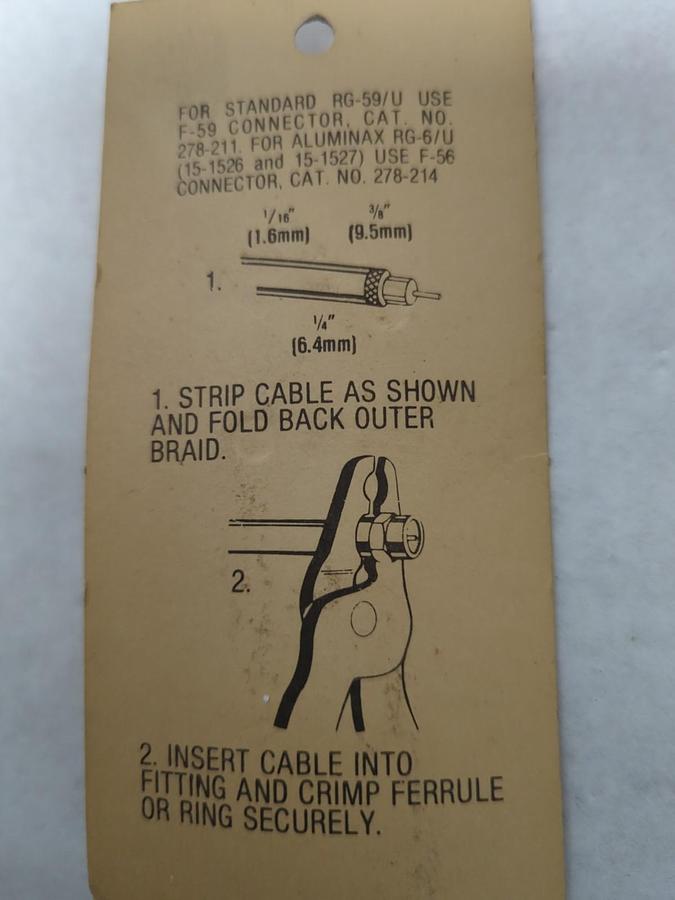 FOR STANDARD RG-59/U USE
F-59 CONNECTOR, CAT. NO.
278-211. FOR ALUMINAX RG-6/U
(15-1526 and 15-1527) USE F-56
CONNECTOR, CAT. NO. 278-214
1/16" 3/8"
(1.6mm) (9.5mm)
1.
1/4"
(6.4mm)
1. STRIP CABLE AS SHOWN
AND FOLD BACK OUTER
BRAID.
2.
2. INSERT CABLE INTO
FITTING AND CRIMP FERRULE
OR RING SECURELY.